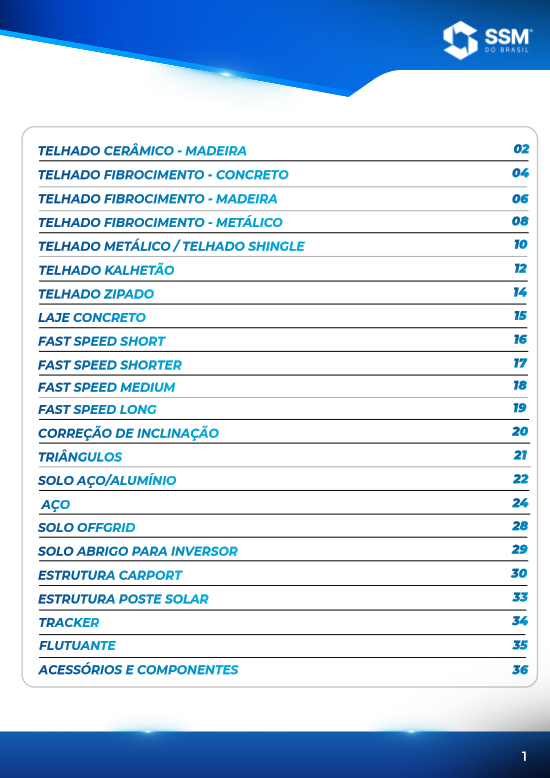 SSM
DO BRASIL
TELHADO CERÂMICO - MADEIRA 02
TELHADO FIBROCIMENTO - CONCRETO 04
TELHADO FIBROCIMENTO - MADEIRA 06
TELHADO FIBROCIMENTO - METÁLICO 08
TELHADO METÁLICO / TELHADO SHINGLE 10
TELHADO KALHETÃO 12
TELHADO ZIPADO 14
LAJE CONCRETO 15
FAST SPEED SHORT 16
FAST SPEED SHORTER 17
FAST SPEED MEDIUM 18
FAST SPEED LONG 19
CORREÇÃO DE INCLINAÇÃO 20
TRIÂNGULOS 21
SOLO AÇO/ALUMÍNIO 22
AÇO 24
SOLO OFFGRID 28
SOLO ABRIGO PARA INVERSOR 29
ESTRUTURA CARPORT 30
ESTRUTURA POSTE SOLAR 33
TRACKER 34
FLUTUANTE 35
ACESSÓRIOS E COMPONENTES 36
1